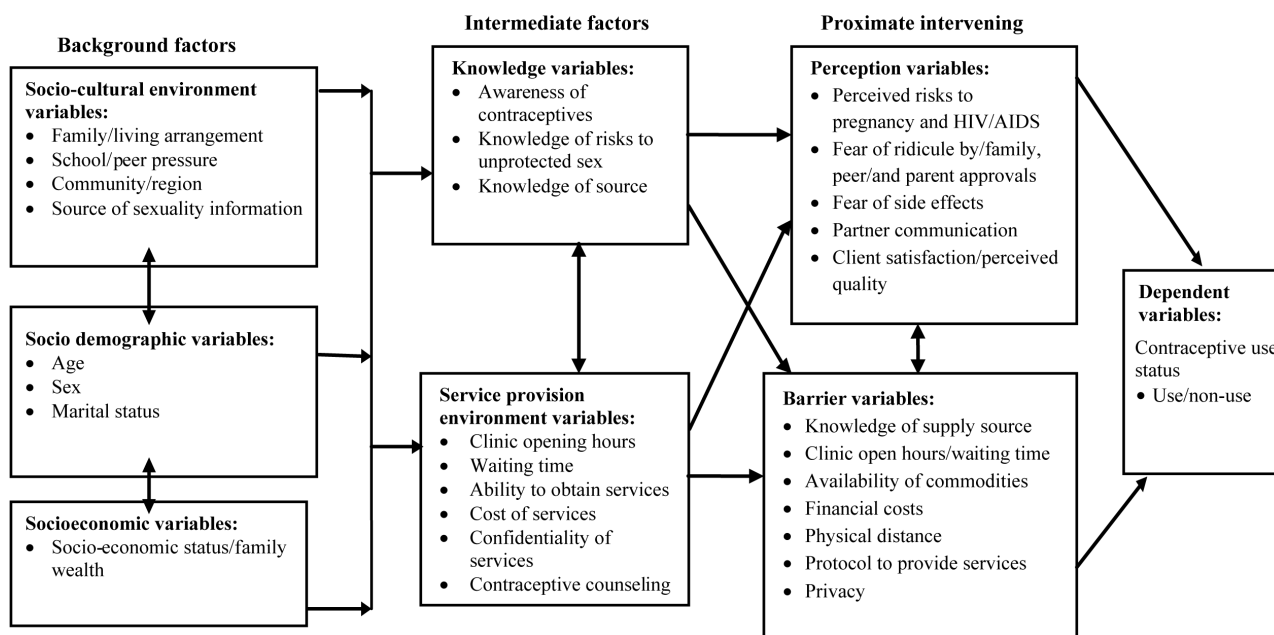 Background factors
Socio-cultural environment
variables:
• Family/living arrangement
• School/peer pressure
• Community/region
• Source of sexuality information
Socio demographic variables:
• Age
• Sex
• Marital status
Socioeconomic variables:
• Socio-economic status/family
wealth
Intermediate factors
Knowledge variables:
• Awareness of
contraceptives
• Knowledge of risks to
unprotected sex
• Knowledge of source
Service provision
environment variables:
• Clinic opening hours
• Waiting time
• Ability to obtain services
• Cost of services
• Confidentiality of
services
• Contraceptive counseling
Proximate intervening
Perception variables:
• Perceived risks to
pregnancy and HIV/AIDS
• Fear of ridicule by/family,
peer/and parent approvals
• Fear of side effects
• Partner communication
• Client satisfaction/perceived
quality
Barrier variables:
• Knowledge of supply source
• Clinic open hours/waiting time
• Availability of commodities
• Financial costs
• Physical distance
• Protocol to provide services
• Privacy
Dependent
variables:
Contraceptive use
status
• Use/non-use